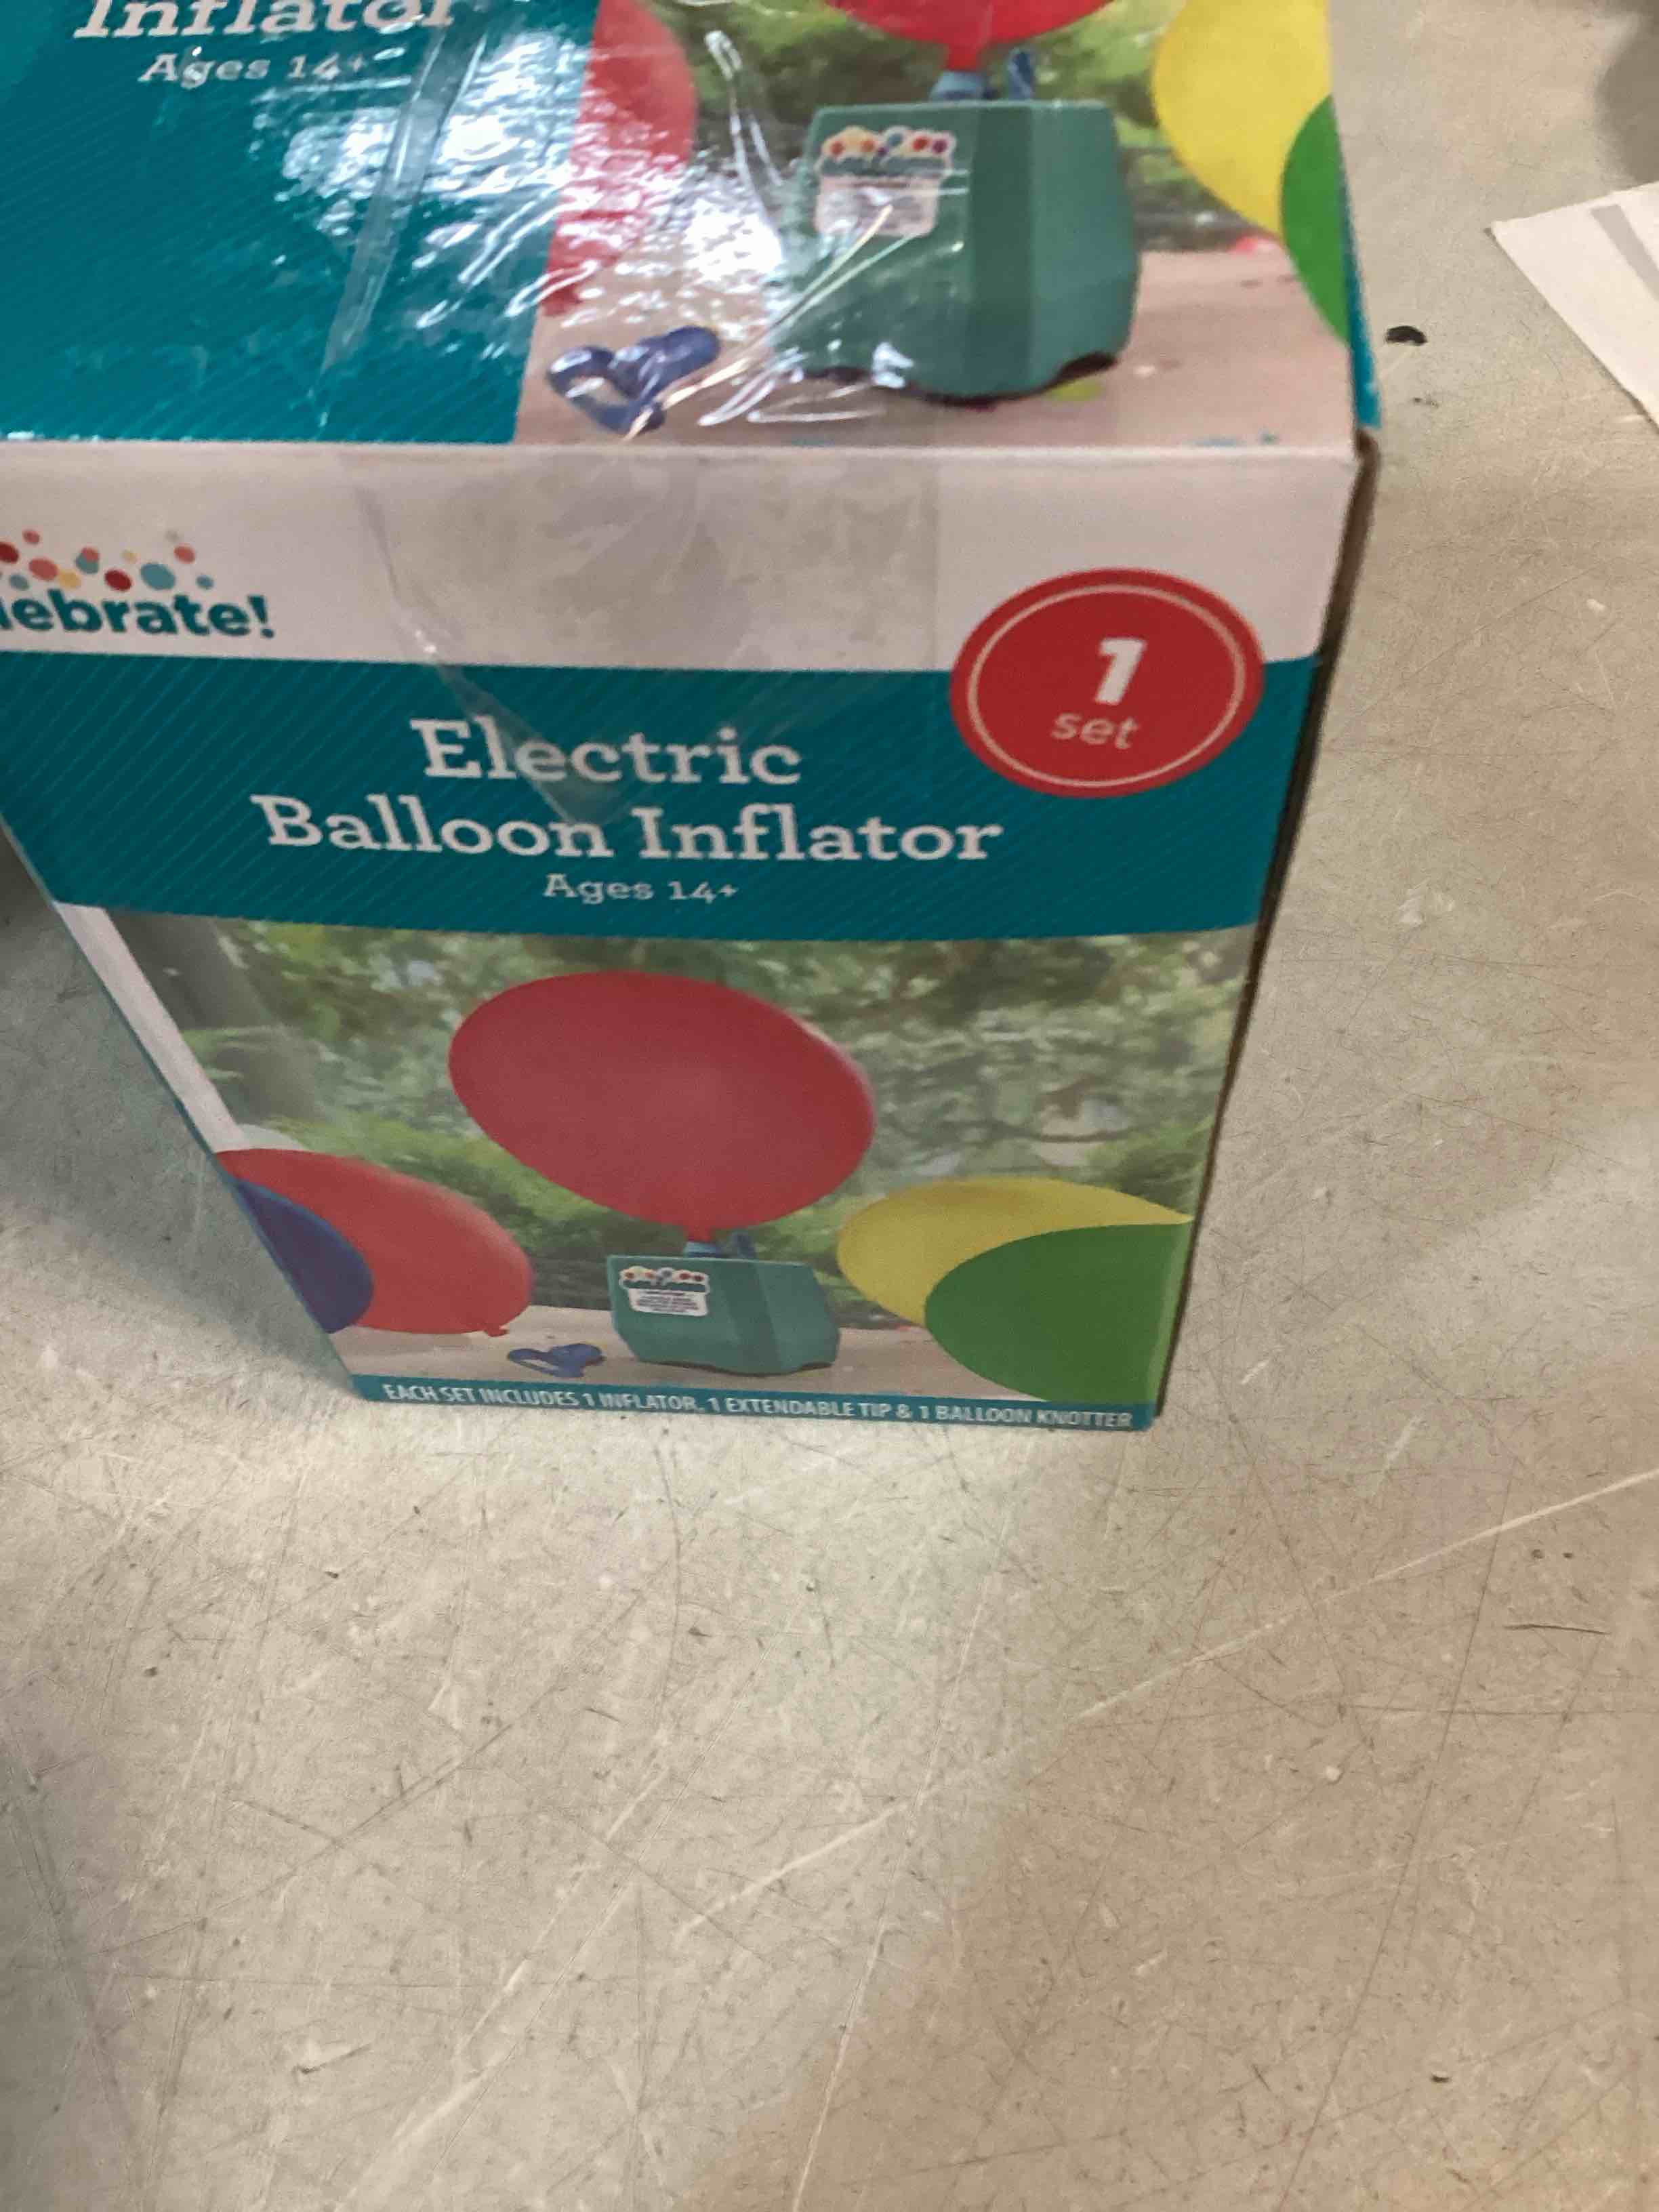 Inflator
Ages 14+
lebrate!
1
set
Electric
Balloon Inflator
Ages 14+
EACH SET INCLUDES 1 INFLATOR, 1 EXTENDABLE TIP & 1 BALLOON KNOTTER